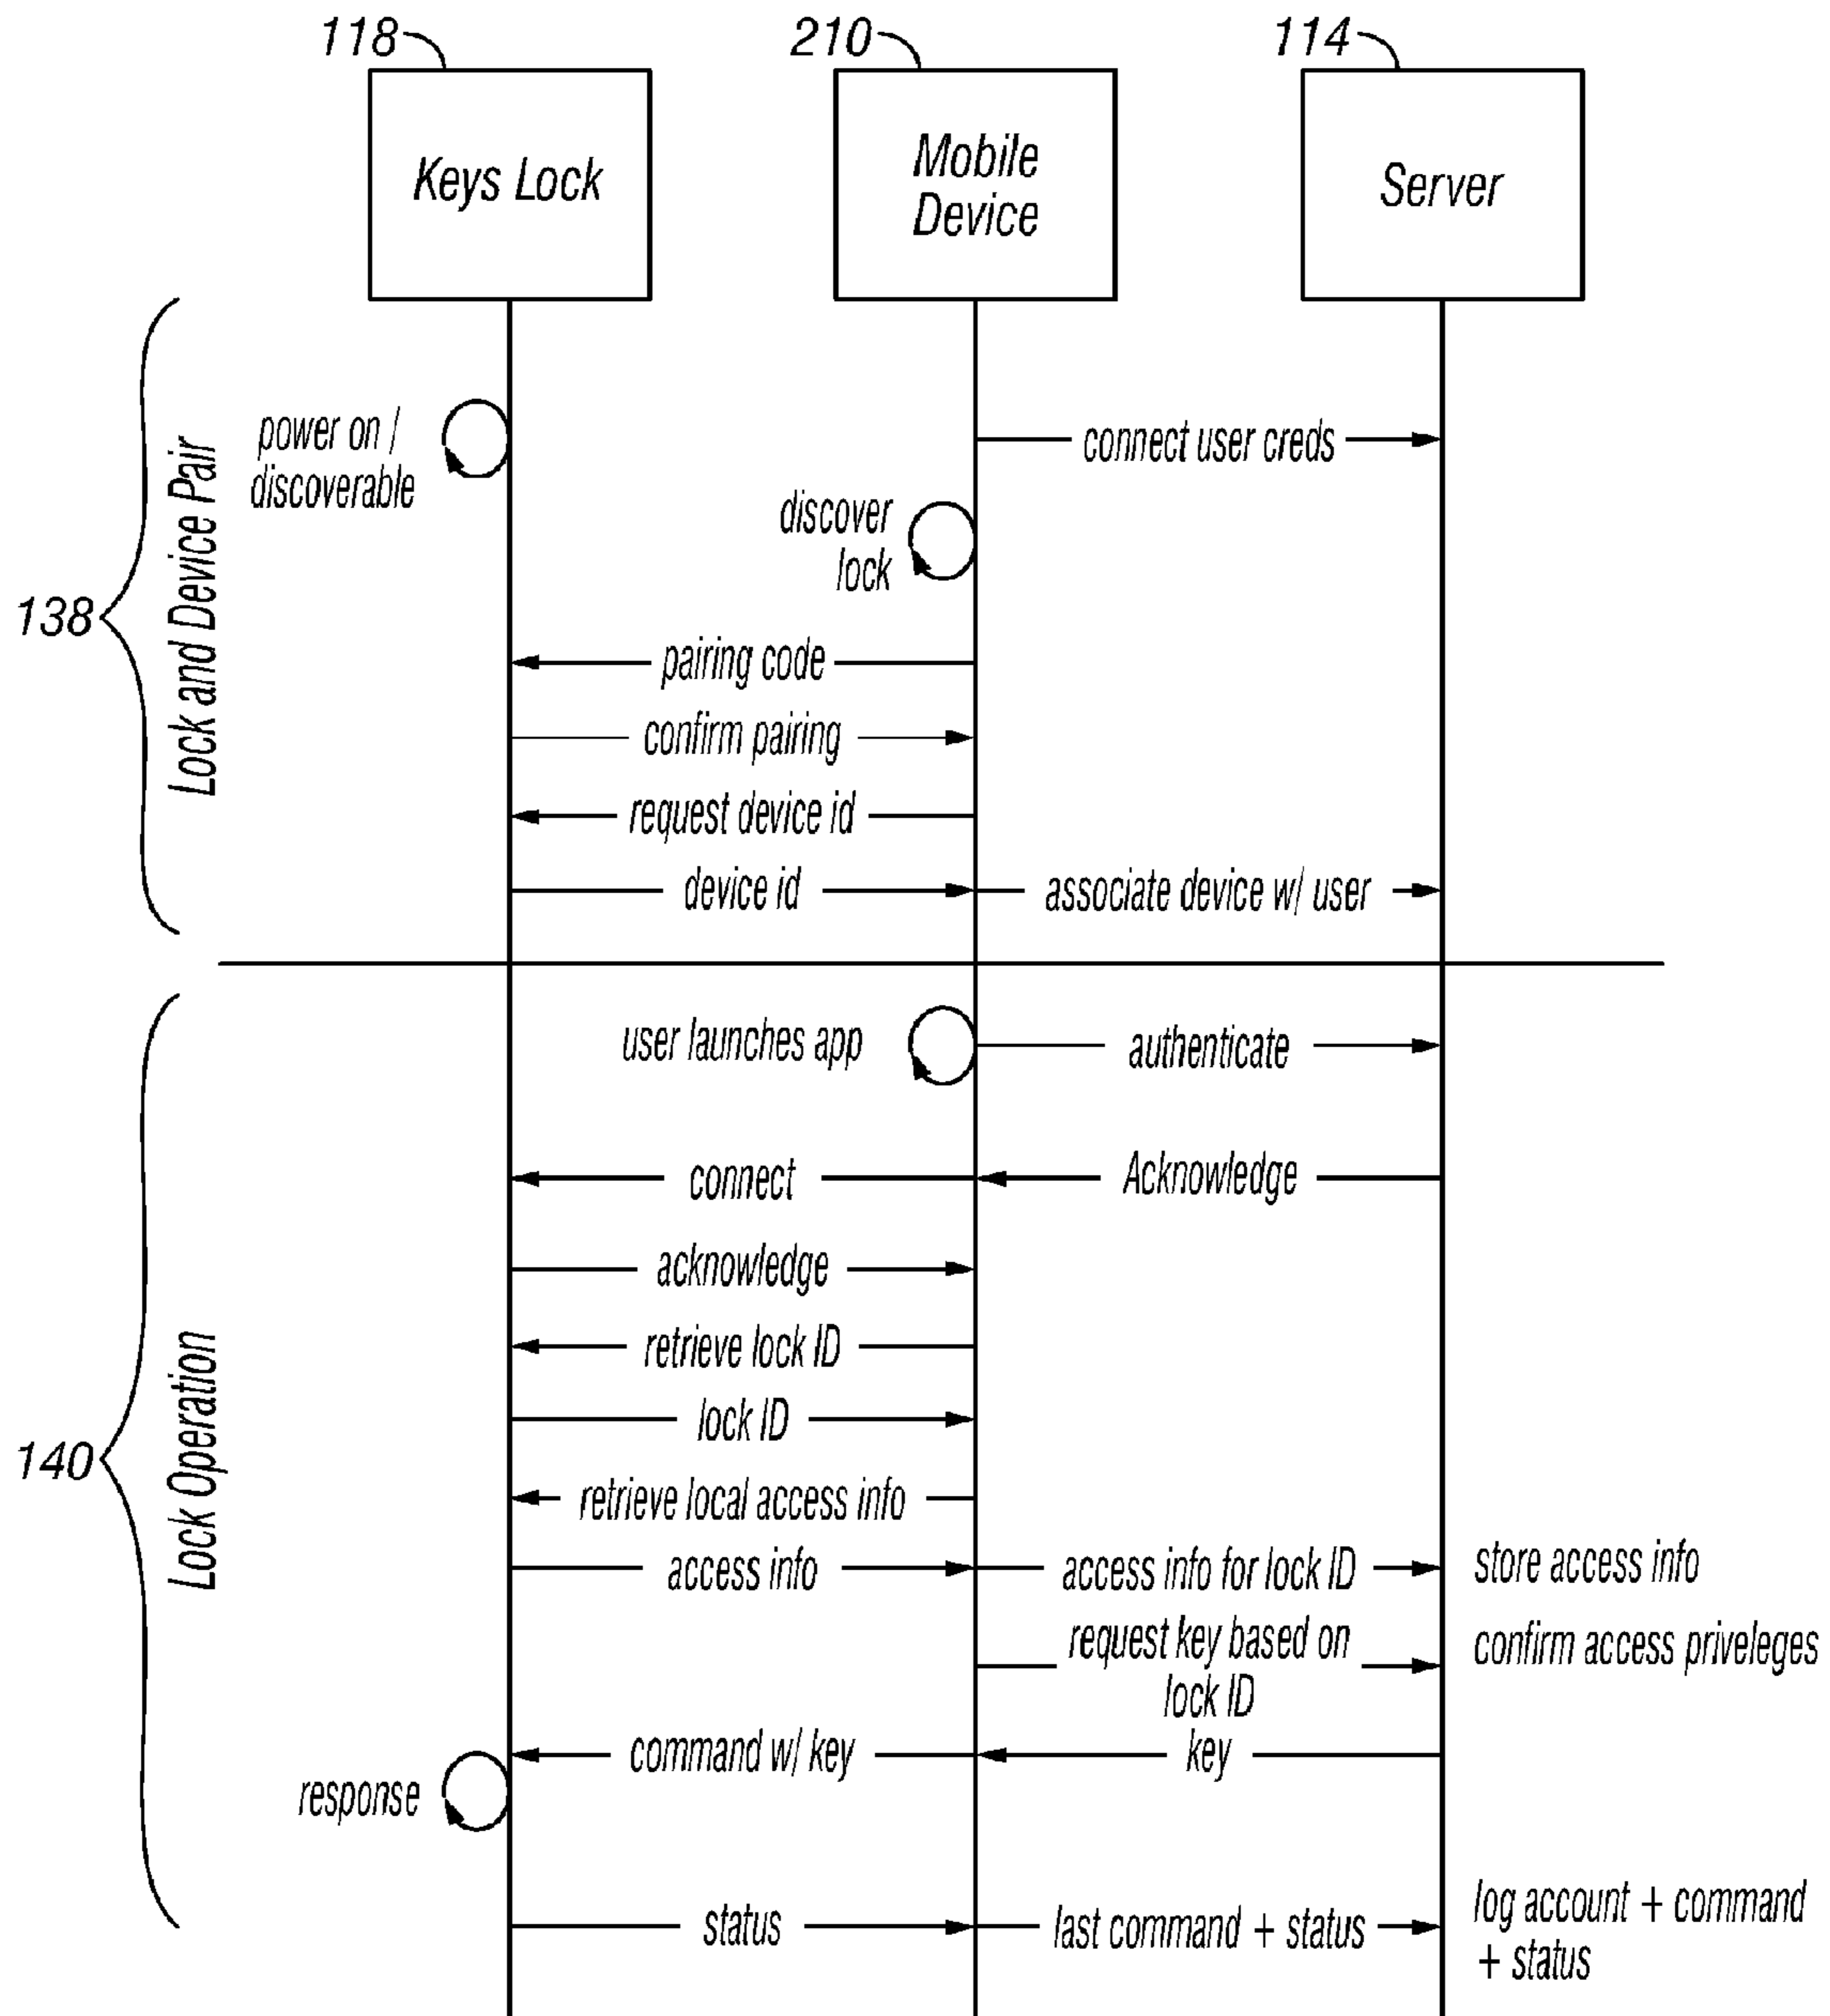 118
210
114
Keys Lock
Mobile
Device
Server
138
Lock and Device Pair
power on /
discoverable
connect user creds
discover
lock
pairing code
confirm pairing
request device id
device id
associate device w/ user
140
Lock Operation
user launches app
authenticate
connect
Acknowledge
acknowledge
retrieve lock ID
lock ID
retrieve local access info
access info
access info for lock ID
store access info
request key based on
lock ID
confirm access priveleges
command w/ key
key
response
status
last command + status
log account + command
+ status